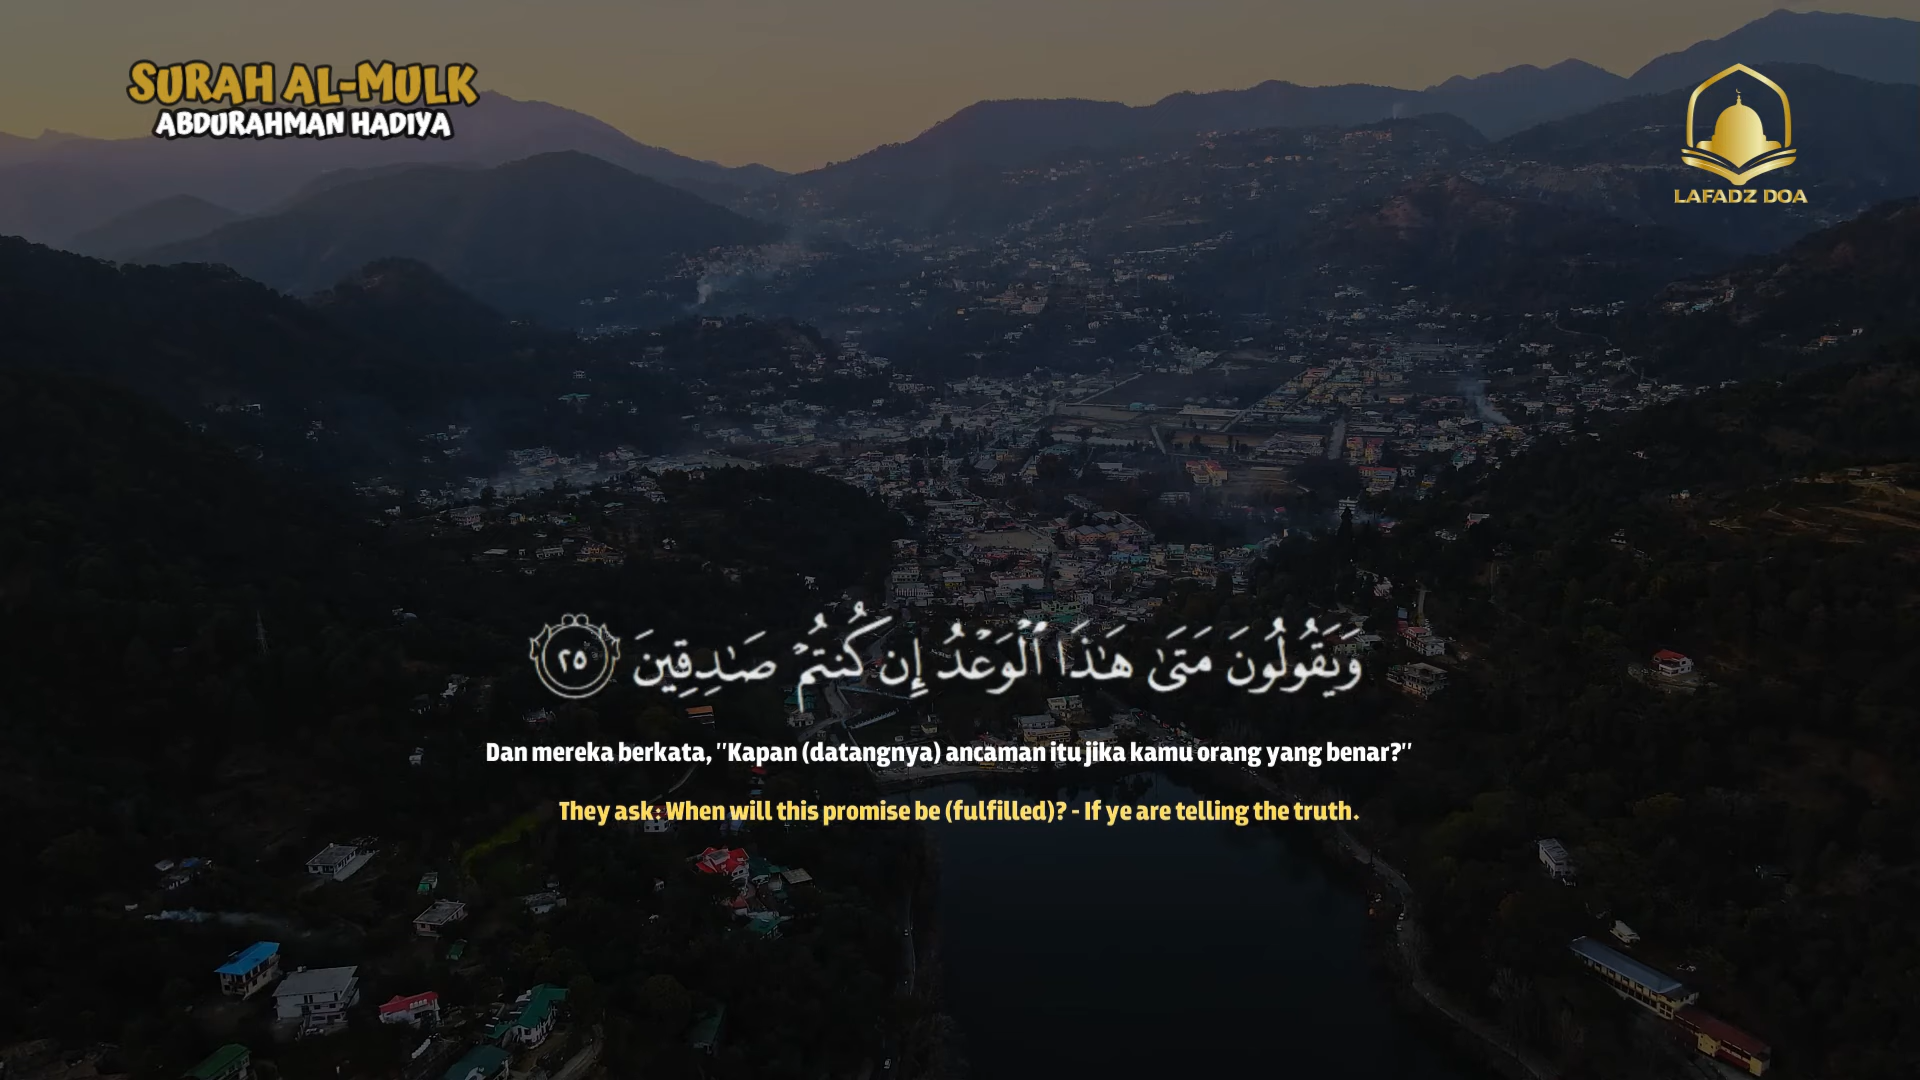 SURAH AL-MULK
ABDURAHMAN HADIYA
LAFADZ DOA
وَيَقُولُونَ مَتَىٰ هَـٰذَا ٱلْوَعْدُ إِن كُنتُمْ صَـٰدِقِينَ ٢٥
Dan mereka berkata, "Kapan (datangnya) ancaman itu jika kamu orang yang benar?"
They ask: When will this promise be (fulfilled)? - If ye are telling the truth.